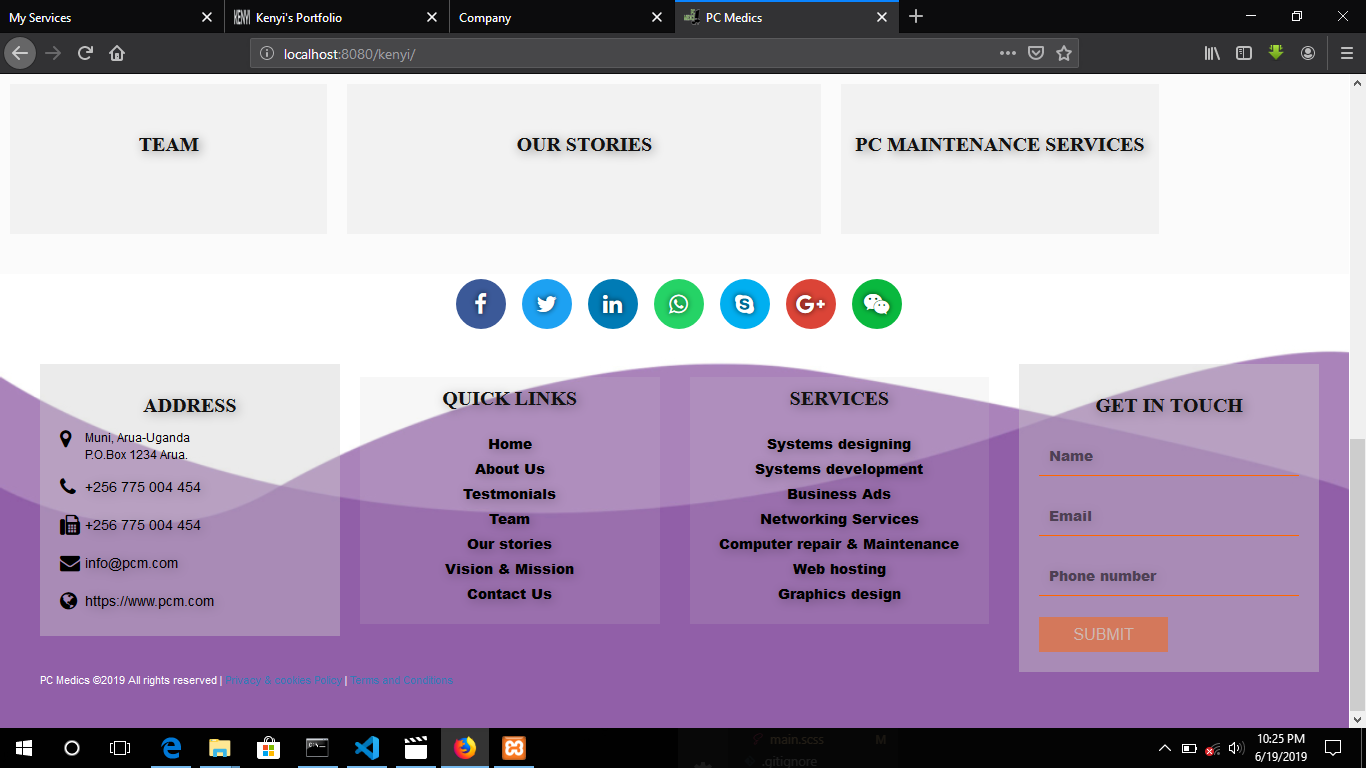 My Services
KENYI Kenyi's Portfolio
Company
PC Medics
localhost:8080/kenyi/
TEAM
OUR STORIES
PC MAINTENANCE SERVICES
ADDRESS
Muni, Arua-Uganda
P.O.Box 1234 Arua.
+256 775 004 454
+256 775 004 454
info@pcm.com
https://www.pcm.com
QUICK LINKS
Home
About Us
Testmonials
Team
Our stories
Vision & Mission
Contact Us
SERVICES
Systems designing
Systems development
Business Ads
Networking Services
Computer repair & Maintenance
Web hosting
Graphics design
GET IN TOUCH
Name
Email
Phone number
SUBMIT
PC Medics ©2019 All rights reserved | Privacy & cookies Policy | Terms and Conditions
main.scss M
.gitignore
10:25 PM
6/19/2019